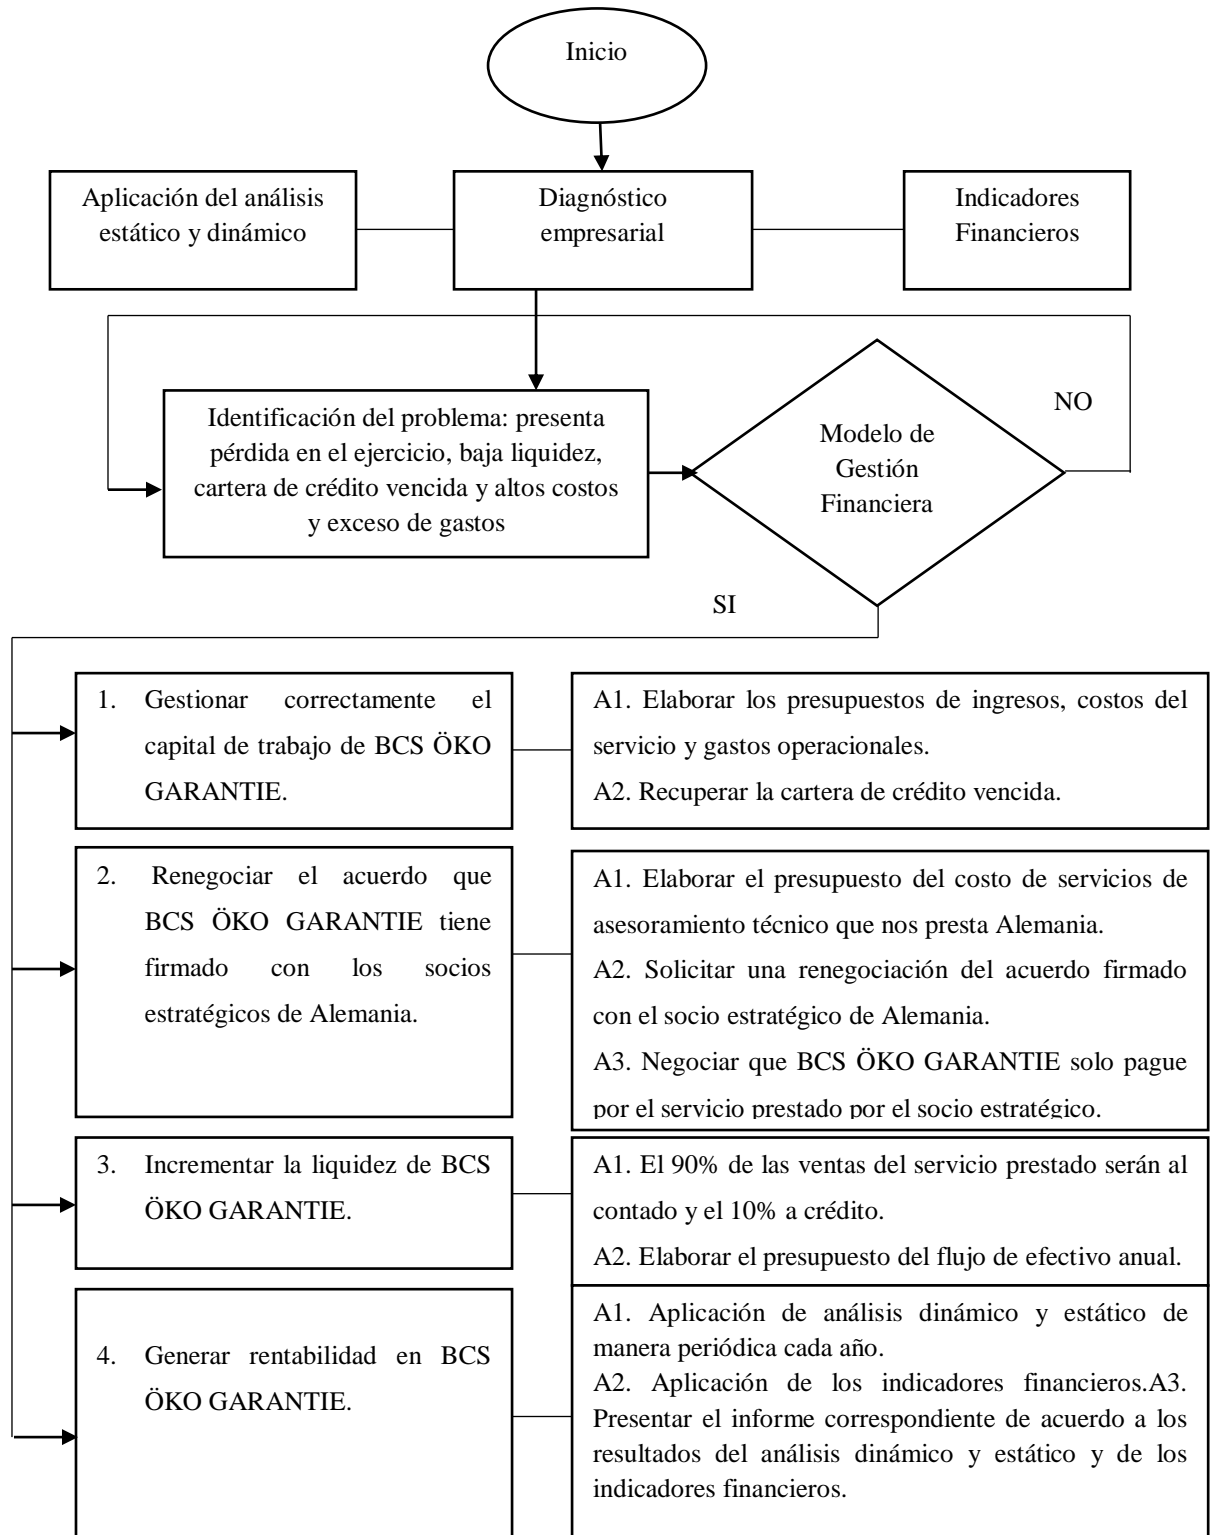 Inicio
Aplicación del análisis
estático y dinámico
Diagnóstico
empresarial
Indicadores
Financieros
Identificación del problema: presenta
pérdida en el ejercicio, baja liquidez,
cartera de crédito vencida y altos costos
y exceso de gastos
Modelo de
Gestión
Financiera
NO
SI
1. Gestionar correctamente el
capital de trabajo de BCS ÖKO
GARANTIE.
A1. Elaborar los presupuestos de ingresos, costos del
servicio y gastos operacionales.
A2. Recuperar la cartera de crédito vencida.
2. Renegociar el acuerdo que
BCS ÖKO GARANTIE tiene
firmado con los socios
estratégicos de Alemania.
A1. Elaborar el presupuesto del costo de servicios de
asesoramiento técnico que nos presta Alemania.
A2. Solicitar una renegociación del acuerdo firmado
con el socio estratégico de Alemania.
A3. Negociar que BCS ÖKO GARANTIE solo pague
por el servicio prestado por el socio estratégico.
3. Incrementar la liquidez de BCS
ÖKO GARANTIE.
A1. El 90% de las ventas del servicio prestado serán al
contado y el 10% a crédito.
A2. Elaborar el presupuesto del flujo de efectivo anual.
4. Generar rentabilidad en BCS
ÖKO GARANTIE.
A1. Aplicación de análisis dinámico y estático de
manera periódica cada año.
A2. Aplicación de los indicadores financieros.A3.
Presentar el informe correspondiente de acuerdo a los
resultados del análisis dinámico y estático y de los
indicadores financieros.